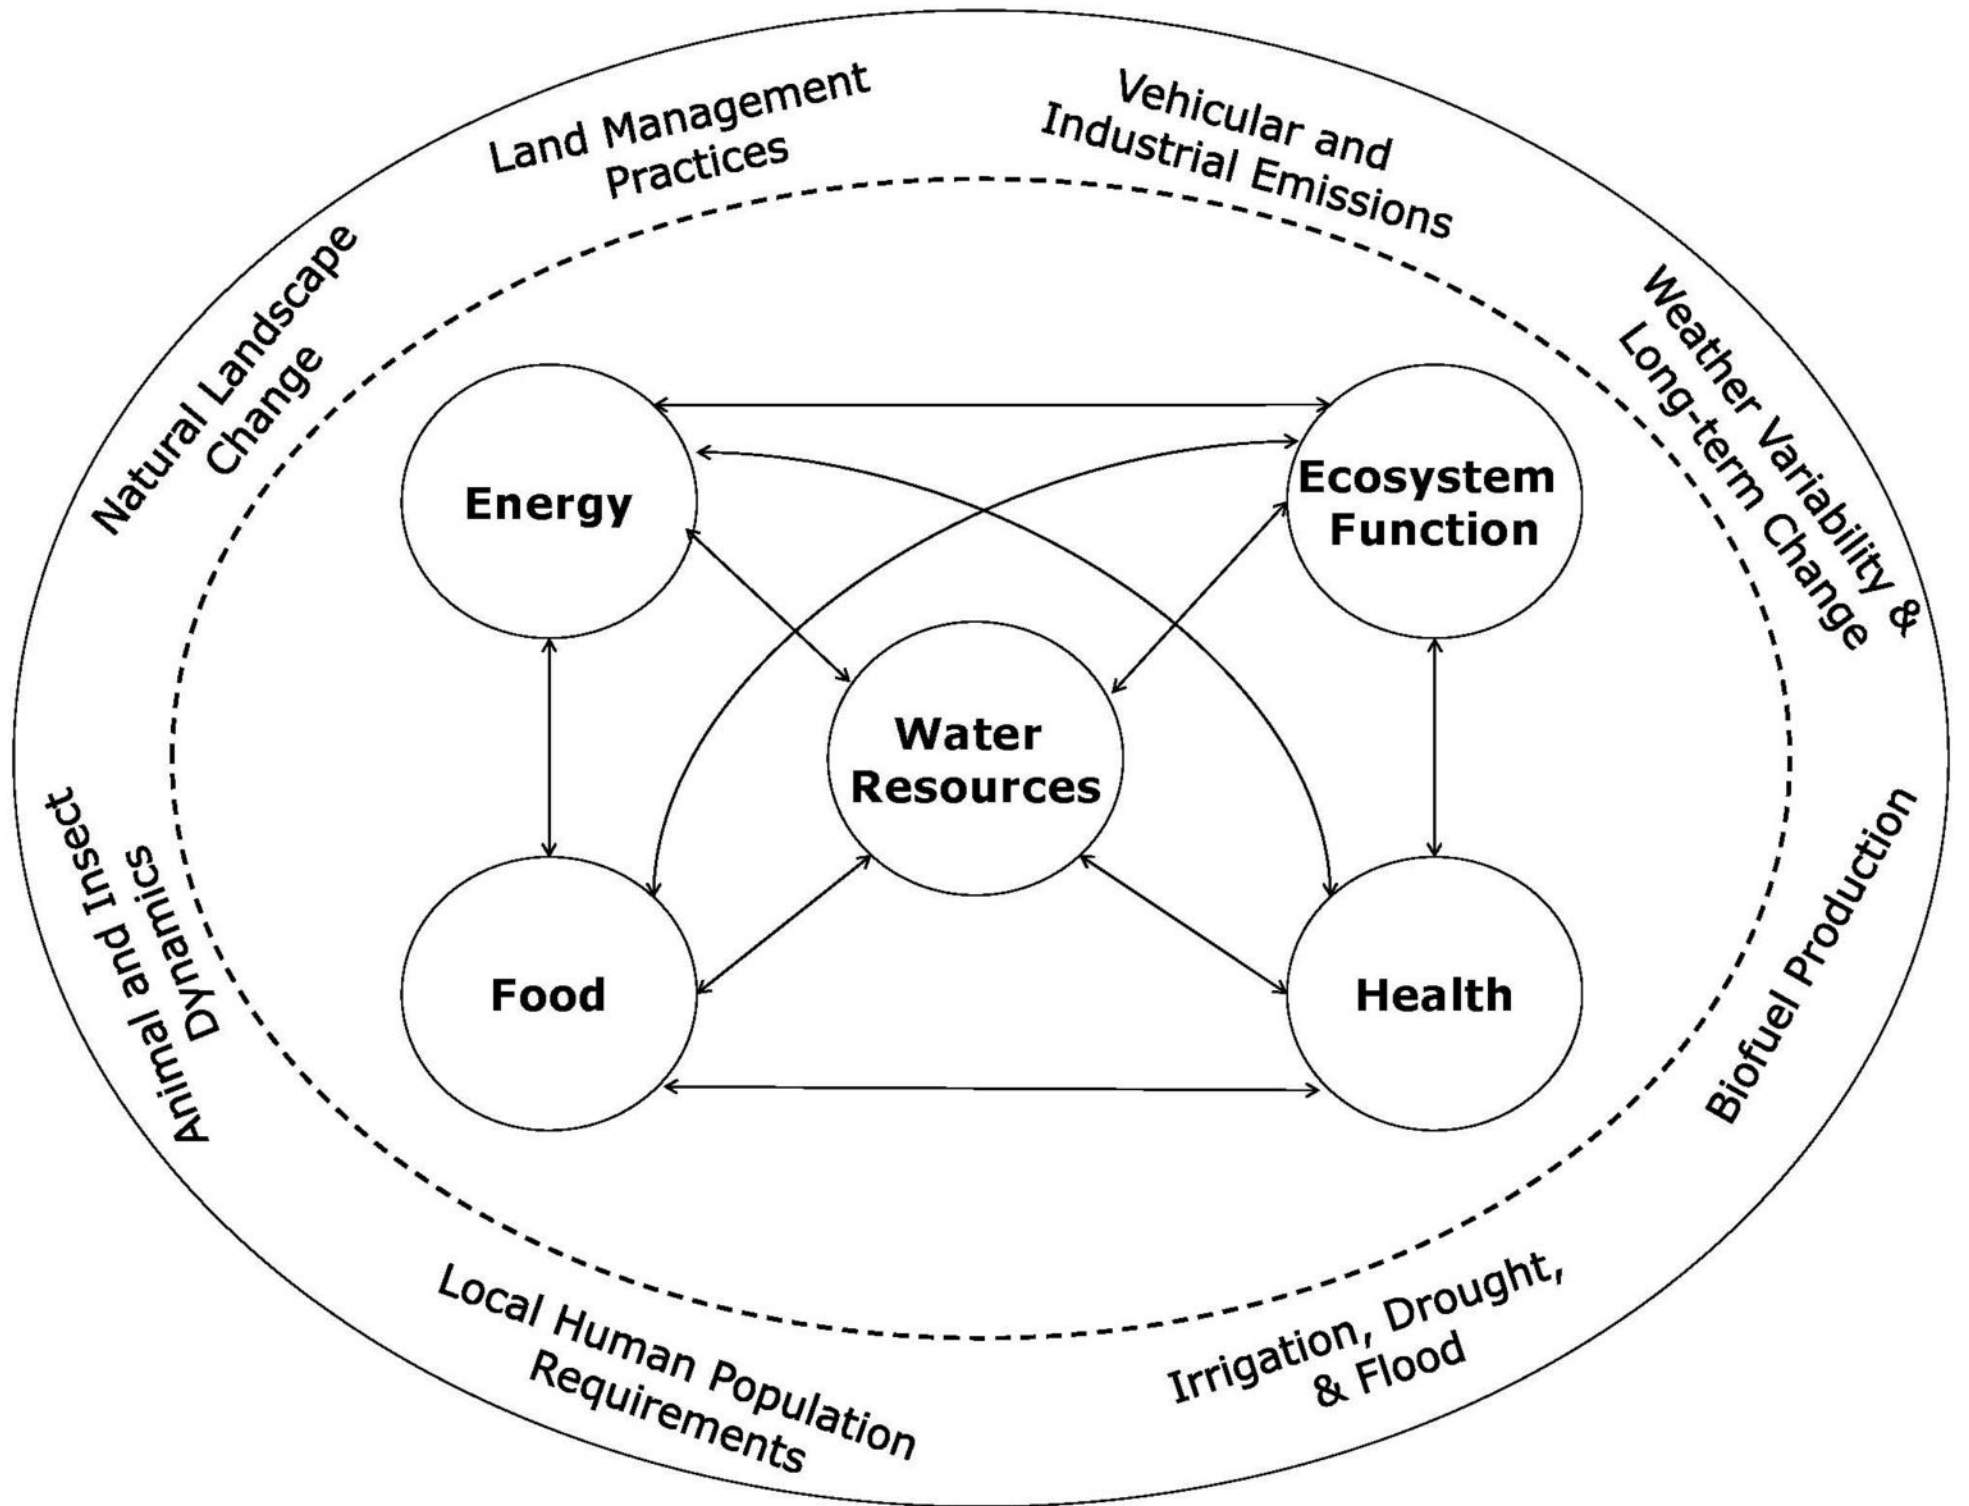 Land Management
Practices
Vehicular and
Industrial Emissions
Natural Landscape
Change
Weather Variability &
Long-term Change
Energy
Ecosystem
Function
Water
Resources
Food
Health
Animal and Insect
Dynamics
Biofuel Production
Local Human Population
Requirements
Irrigation, Drought,
& Flood